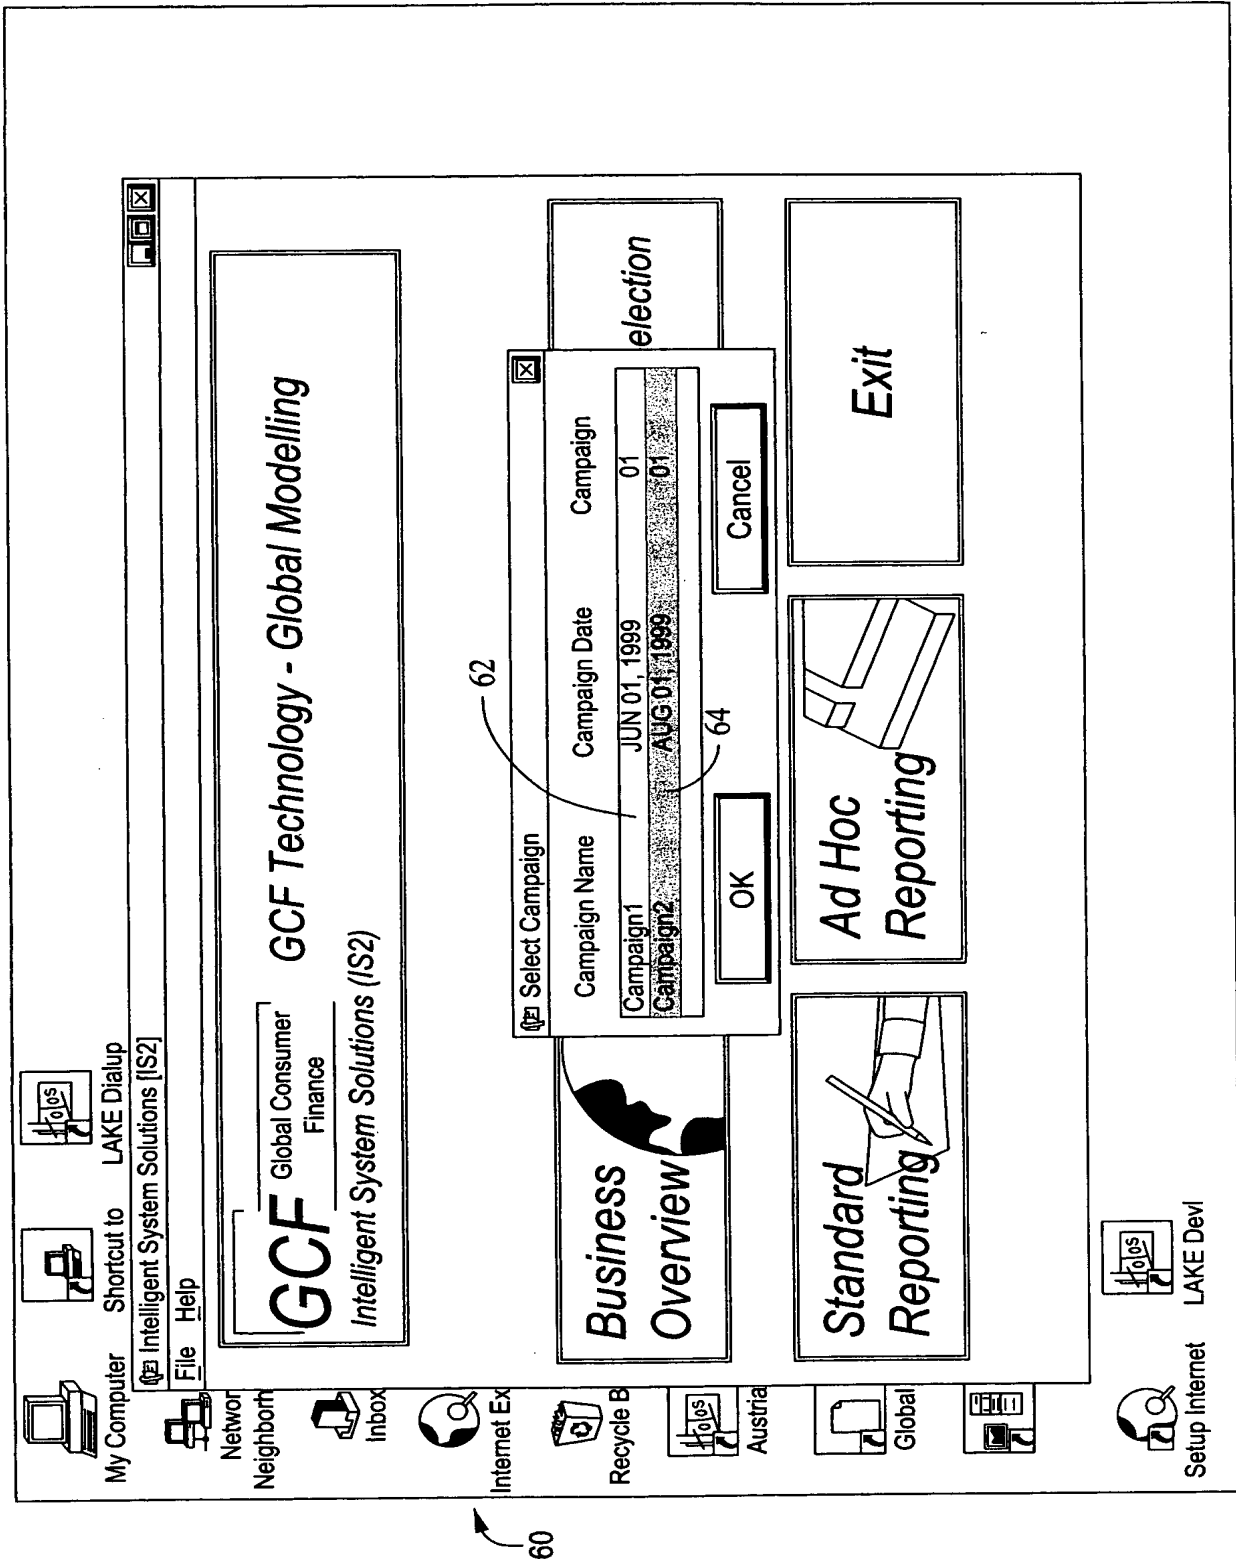 My Computer
Shortcut to
LAKE Dialup
Intelligent System Solutions [IS2]
File Help
Networ
Neighborh
Inbox
Internet Ex
Recycle B
Austria
Global
Setup Internet
LAKE Devl
GCF Global Consumer
Finance
GCF Technology - Global Modelling
Intelligent System Solutions (IS2)
Business
Overview
election
Select Campaign
Campaign Name Campaign Date Campaign
Campaign1 JUN 01, 1999 01
Campaign2 AUG 01, 1999 01
OK
Cancel
62
64
Standard
Reporting
Ad Hoc
Reporting
Exit
60